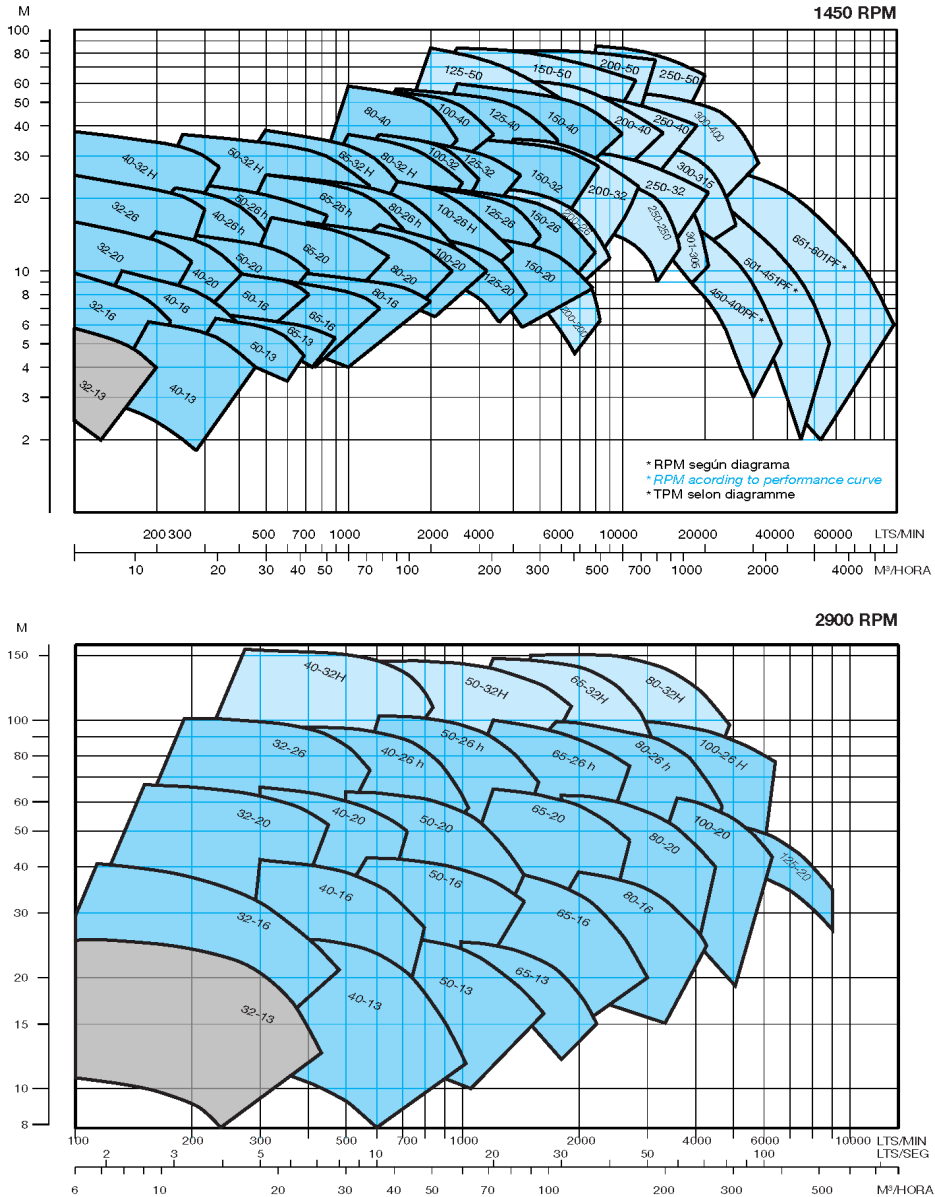 M
1450 RPM
100
80
60
50
40
30
20
10
8
6
5
4
3
2
125-50
150-50
200-50
250-50
80-40
100-40
125-40
150-40
200-40
250-40
300-400
40-32 H
50-32 H
65-32 H
80-32 H
100-32
125-32
150-32
200-32
250-32
300-315
32-26
40-26 h
50-26 h
65-26 h
80-26 h
100-26 H
125-26
150-26
250-250
32-20
40-20
50-20
65-20
80-20
100-20
125-20
150-20
200-200
651-601PF *
501-451PF *
450-400PF *
32-16
40-16
50-16
65-16
80-16
32-13
40-13
50-13
65-13
* RPM según diagrama
* RPM acording to performance curve
* TPM selon diagramme
200 300 500 700 1000 2000 4000 6000 10000 20000 40000 60000 LTS/MIN
10 20 30 40 50 70 100 200 300 500 700 1000 2000 4000 M³/HORA
2900 RPM
M
150
100
80
60
50
40
30
20
15
10
8
40-32H
50-32H
65-32H
80-32H
32-26
40-26 h
50-26 h
65-26 h
80-26 h
100-26 H
32-20
40-20
50-20
65-20
80-20
100-20
125-20
32-16
40-16
50-16
65-16
80-16
32-13
40-13
50-13
65-13
100 200 300 500 700 1000 2000 4000 6000 10000 LTS/MIN
2 3 5 10 20 30 50 100 LTS/SEG
6 10 20 30 40 50 70 100 200 300 500 M³/HORA